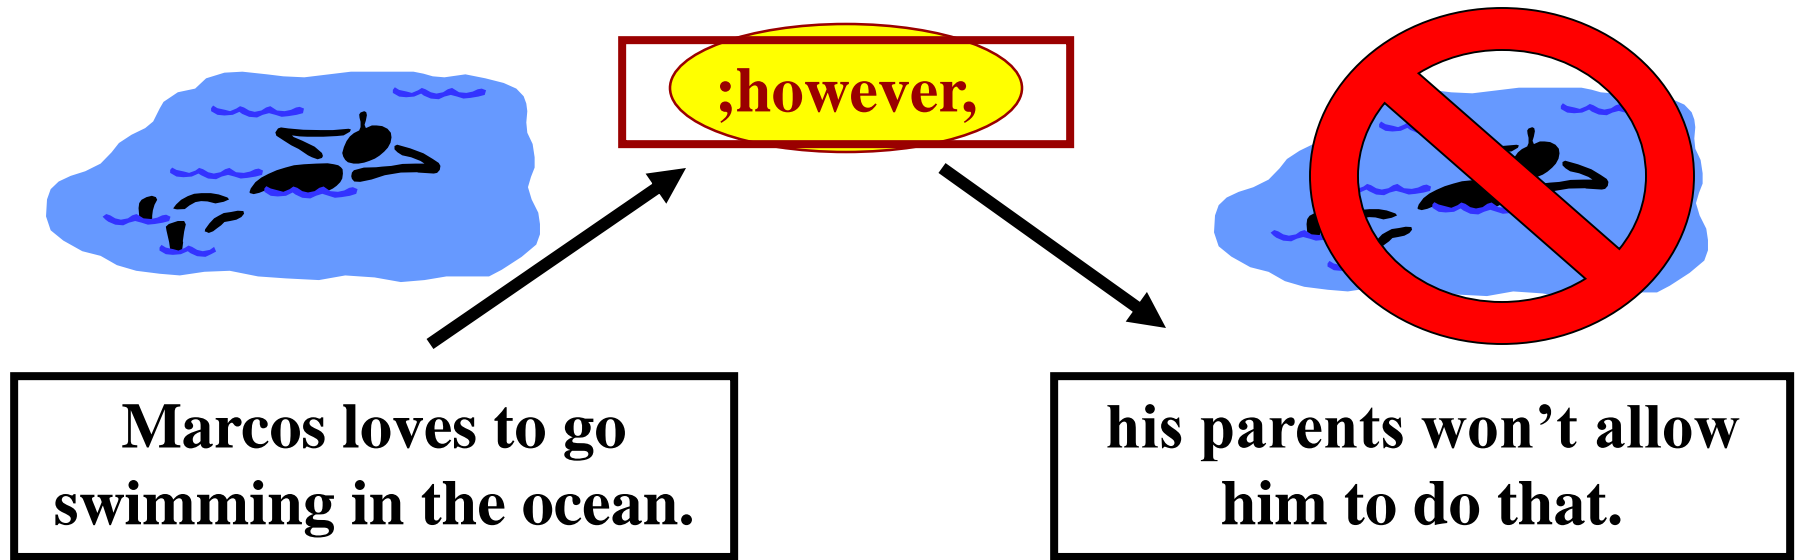 ;however,
Marcos loves to go
swimming in the ocean.
his parents won’t allow
him to do that.